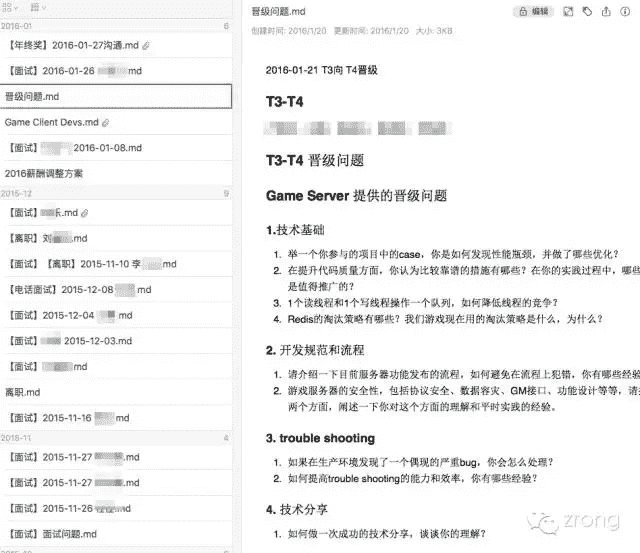 2016-01 6
【年终奖】2016-01-27沟通.md
【面试】2016-01-26 md
晋级问题.md
Game Client Devs.md
【面试】 2016-01-08.md
2016薪酬调整方案
2015-12 9
【面试】 乐.md
【离职】刘 .md
【面试】【离职】2015-11-10 李 .md
【电话面试】2015-12-08 .md
【面试】2015-12-04 md
【面试】 2015-12-03.md
【面试】 .md
离职.md
【面试】2015-11-16 md
2015-11 4
【面试】2015-11-27 .md
【面试】2015-11-27 .md
【面试】2015-11-26 .md
【面试】面试问题.md
晋级问题.md
编辑
创建时间: 2016/1/20 更新时间: 2016/1/20 大小: 3KB
2016-01-21 T3向 T4晋级
T3-T4
T3-T4 晋级问题
Game Server 提供的晋级问题
1.技术基础
1. 举一个你参与的项目中的case，你是如何发现性能瓶颈，并做了哪些优化？
2. 在提升代码质量方面，你认为比较靠谱的措施有哪些？在你的实践过程中，哪些
是值得推广的？
3. 1个读线程和1个写线程操作一个队列，如何降低线程的竞争？
4. Redis的淘汰策略有哪些？我们游戏现在用的淘汰策略是什么，为什么？
2. 开发规范和流程
1. 请介绍一下目前服务器功能发布的流程，如何避免在流程上犯错，你有哪些经验
2. 游戏服务器的安全性，包括协议安全、数据容灾、GM接口、功能设计等等，请
两个方面，阐述一下你对这个方面的理解和平时实践的经验。
3. trouble shooting
1. 如果在生产环境发现了一个偶现的严重bug，你会怎么处理？
2. 如何提高trouble shooting的能力和效率，你有哪些经验？
4. 技术分享
1. 如何做一次成功的技术分享，谈谈你的理解？
zrong